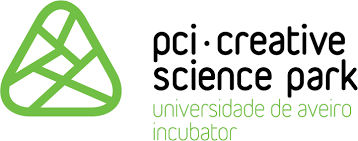 pci · creative
science park
universidade de aveiro
incubator